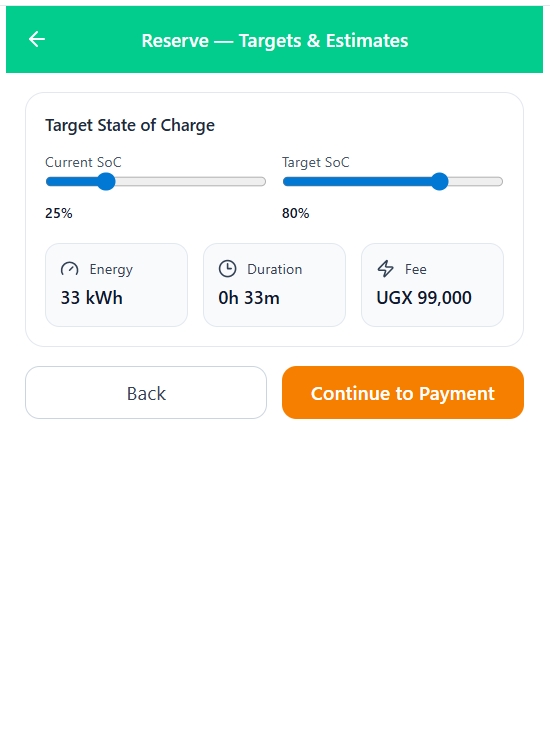 Reserve — Targets & Estimates
Target State of Charge
Current SoC
Target SoC
25%
80%
Energy
33 kWh
Duration
0h 33m
Fee
UGX 99,000
Back
Continue to Payment